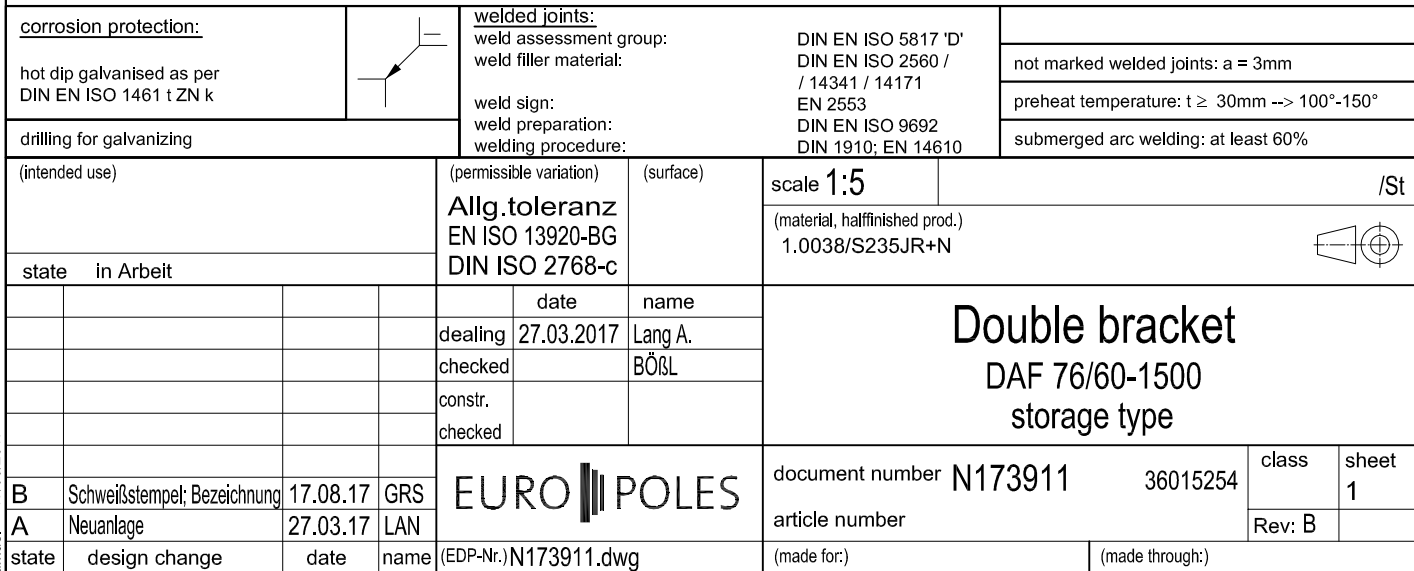 corrosion protection:
hot dip galvanised as per
DIN EN ISO 1461 t ZN k
drilling for galvanizing
welded joints:
weld assessment group: DIN EN ISO 5817 'D'
weld filler material: DIN EN ISO 2560 /
/ 14341 / 14171
weld sign: EN 2553
weld preparation: DIN EN ISO 9692
welding procedure: DIN 1910; EN 14610
not marked welded joints: a = 3mm
preheat temperature: t ≥ 30mm --> 100°-150°
submerged arc welding: at least 60%
(intended use)
state in Arbeit
(permissible variation)
Allg.toleranz
EN ISO 13920-BG
DIN ISO 2768-c
(surface)
scale 1:5 /St
(material, halffinished prod.)
1.0038/S235JR+N
date name
dealing 27.03.2017 Lang A.
checked BÖßL
constr.
checked
Double bracket
DAF 76/60-1500
storage type
B Schweißstempel; Bezeichnung 17.08.17 GRS
A Neuanlage 27.03.17 LAN
state design change date name
EURO POLES
(EDP-Nr.) N173911.dwg
document number N173911 36015254
article number
class sheet
1
Rev: B
(made for:) (made through:)